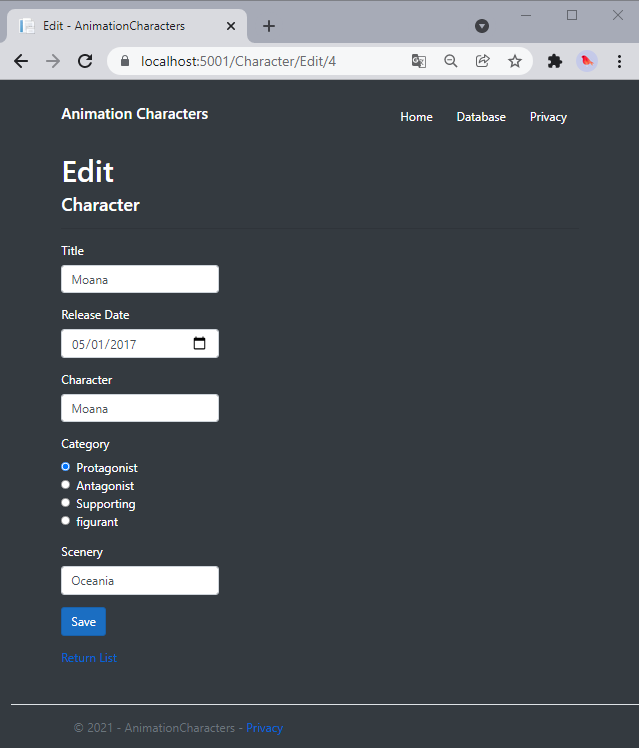 Edit - AnimationCharacters
localhost:5001/Character/Edit/4
Animation Characters
Home Database Privacy
Edit
Character
Title
Moana
Release Date
05/01/2017
Character
Moana
Category
Protagonist
Antagonist
Supporting
figurant
Scenery
Oceania
Save
Return List
© 2021 - AnimationCharacters - Privacy